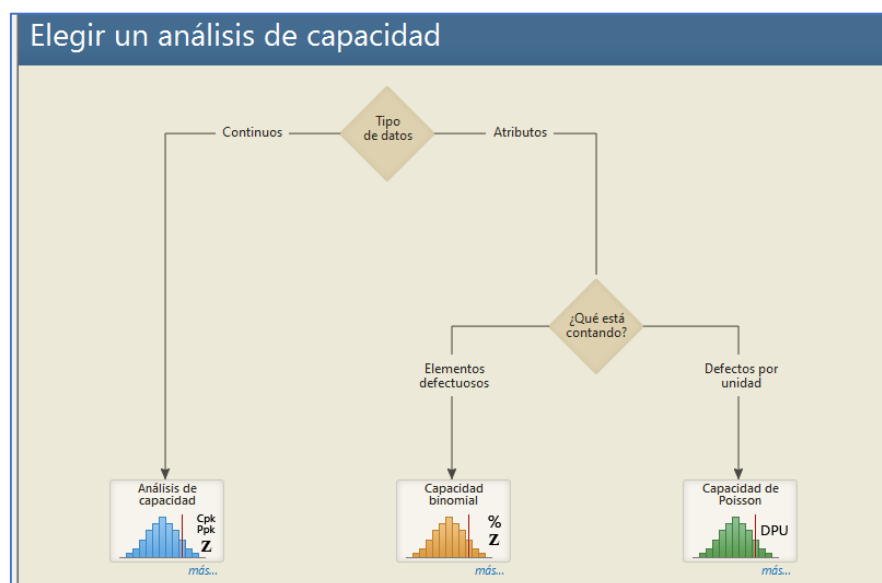 Elegir un análisis de capacidad
Tipo
de datos
Continuos
Atributos
¿Qué está
contando?
Elementos
defectuosos
Defectos por
unidad
Análisis de
capacidad
Cpk
Ppk
Z
más...
Capacidad
binomial
%
Z
más...
Capacidad de
Poisson
DPU
más...